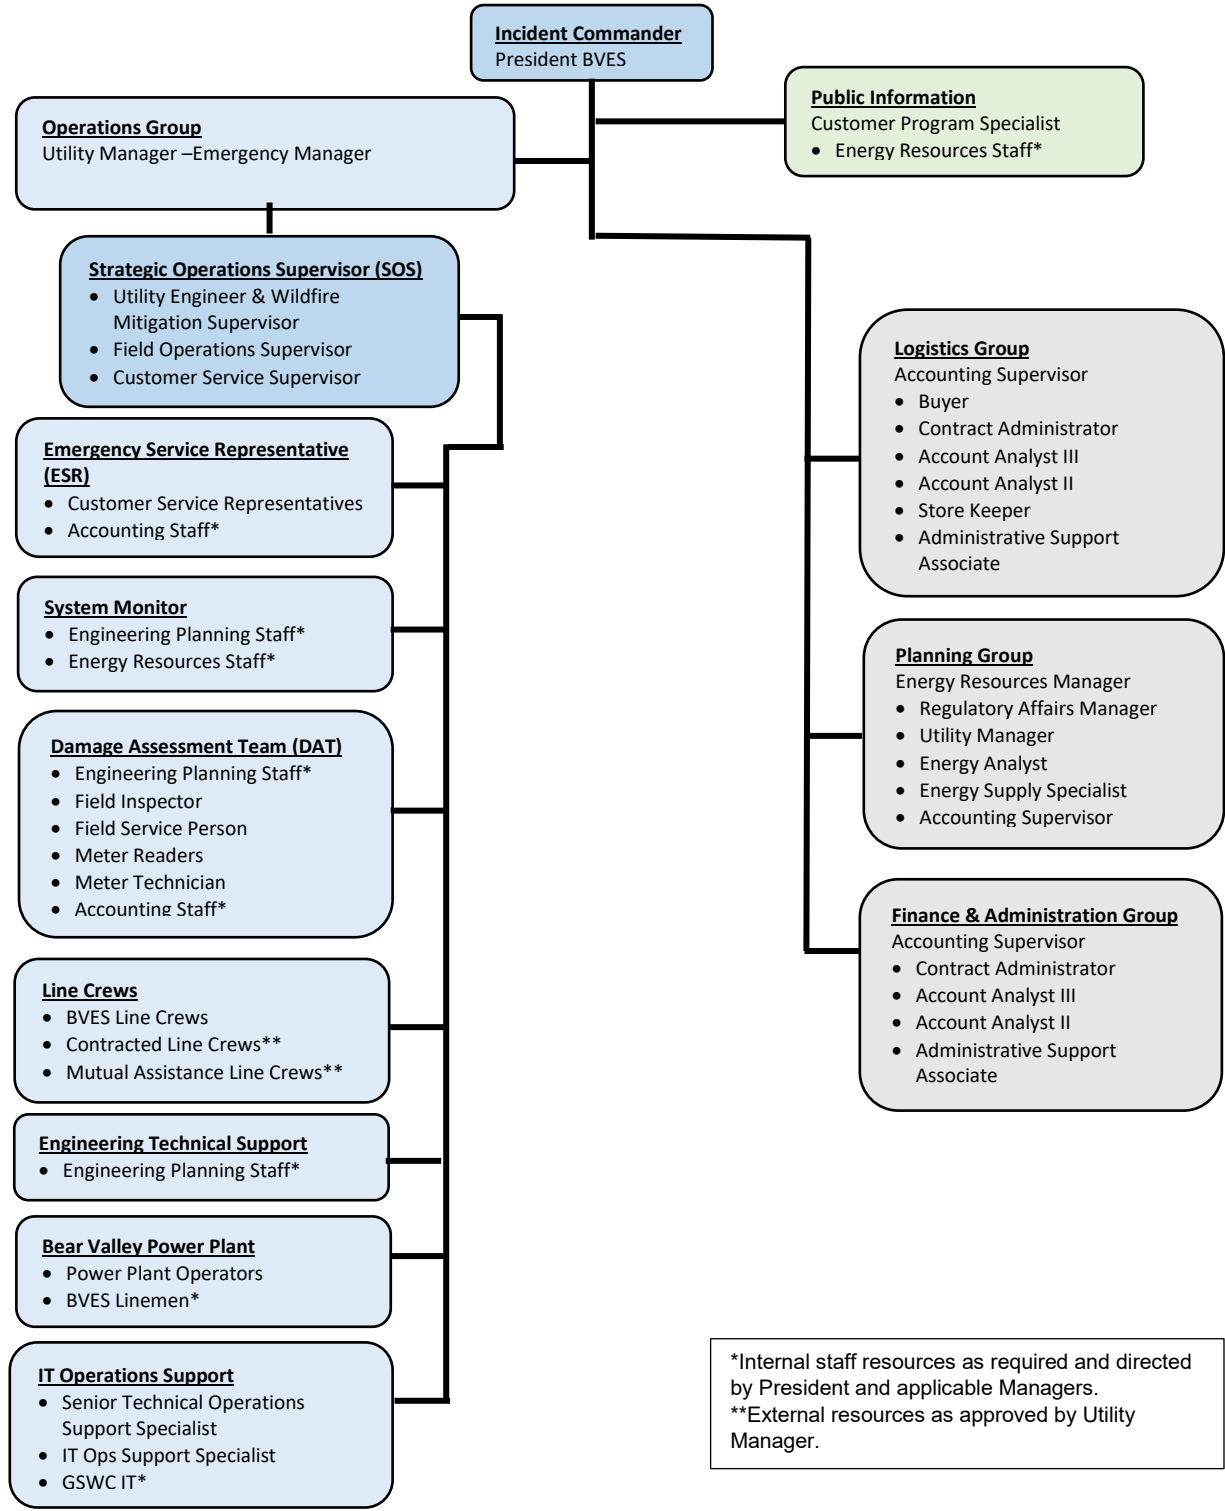 Incident Commander
President BVES
Public Information
Customer Program Specialist
• Energy Resources Staff*
Operations Group
Utility Manager –Emergency Manager
Strategic Operations Supervisor (SOS)
• Utility Engineer & Wildfire
Mitigation Supervisor
• Field Operations Supervisor
• Customer Service Supervisor
Emergency Service Representative
(ESR)
• Customer Service Representatives
• Accounting Staff*
System Monitor
• Engineering Planning Staff*
• Energy Resources Staff*
Damage Assessment Team (DAT)
• Engineering Planning Staff*
• Field Inspector
• Field Service Person
• Meter Readers
• Meter Technician
• Accounting Staff*
Line Crews
• BVES Line Crews
• Contracted Line Crews**
• Mutual Assistance Line Crews**
Engineering Technical Support
• Engineering Planning Staff*
Bear Valley Power Plant
• Power Plant Operators
• BVES Linemen*
IT Operations Support
• Senior Technical Operations
Support Specialist
• IT Ops Support Specialist
• GSWC IT*
Logistics Group
Accounting Supervisor
• Buyer
• Contract Administrator
• Account Analyst III
• Account Analyst II
• Store Keeper
• Administrative Support
Associate
Planning Group
Energy Resources Manager
• Regulatory Affairs Manager
• Utility Manager
• Energy Analyst
• Energy Supply Specialist
• Accounting Supervisor
Finance & Administration Group
Accounting Supervisor
• Contract Administrator
• Account Analyst III
• Account Analyst II
• Administrative Support
Associate
*Internal staff resources as required and directed
by President and applicable Managers.
**External resources as approved by Utility
Manager.